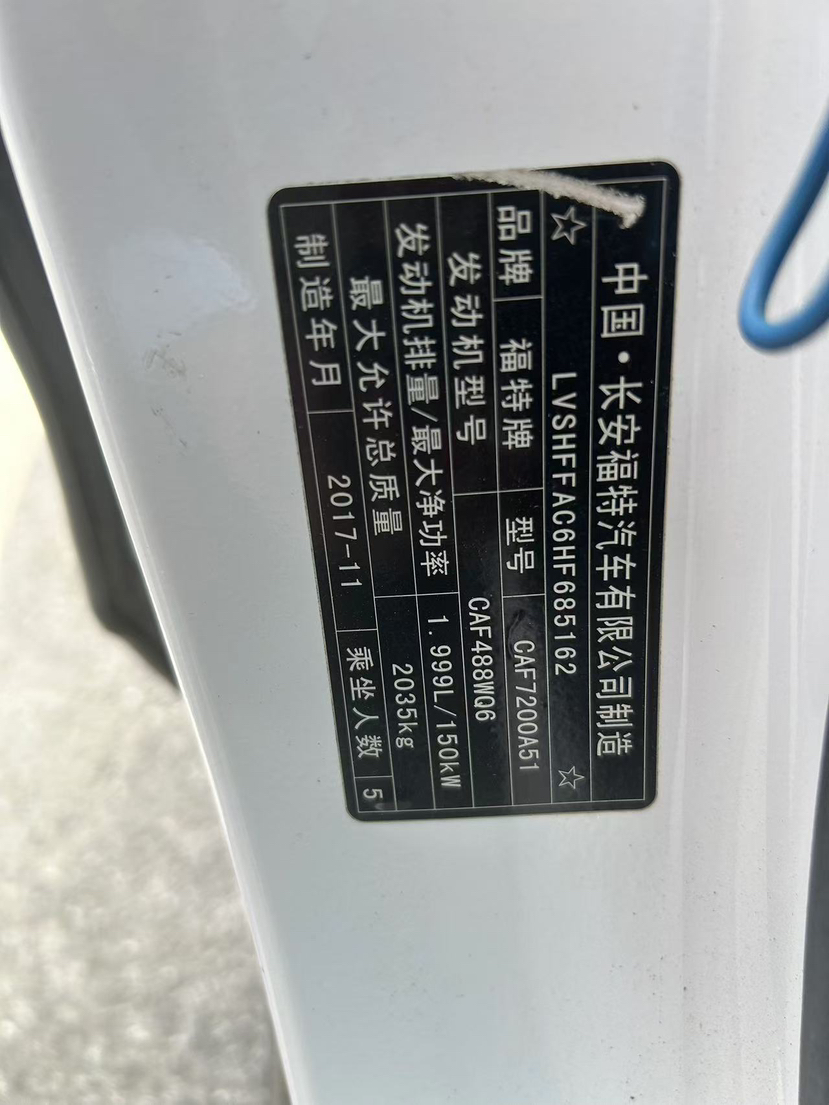 中国·长安福特汽车有限公司制造
☆ LVSHFFAC6HF685162 ☆
品牌 福特牌 型号 CAF7200A51
发动机型号 CAF488WQ6
发动机排量/最大净功率 1.999L/150kW
最大允许总质量 2035kg
制造年月 2017-11 乘坐人数 5